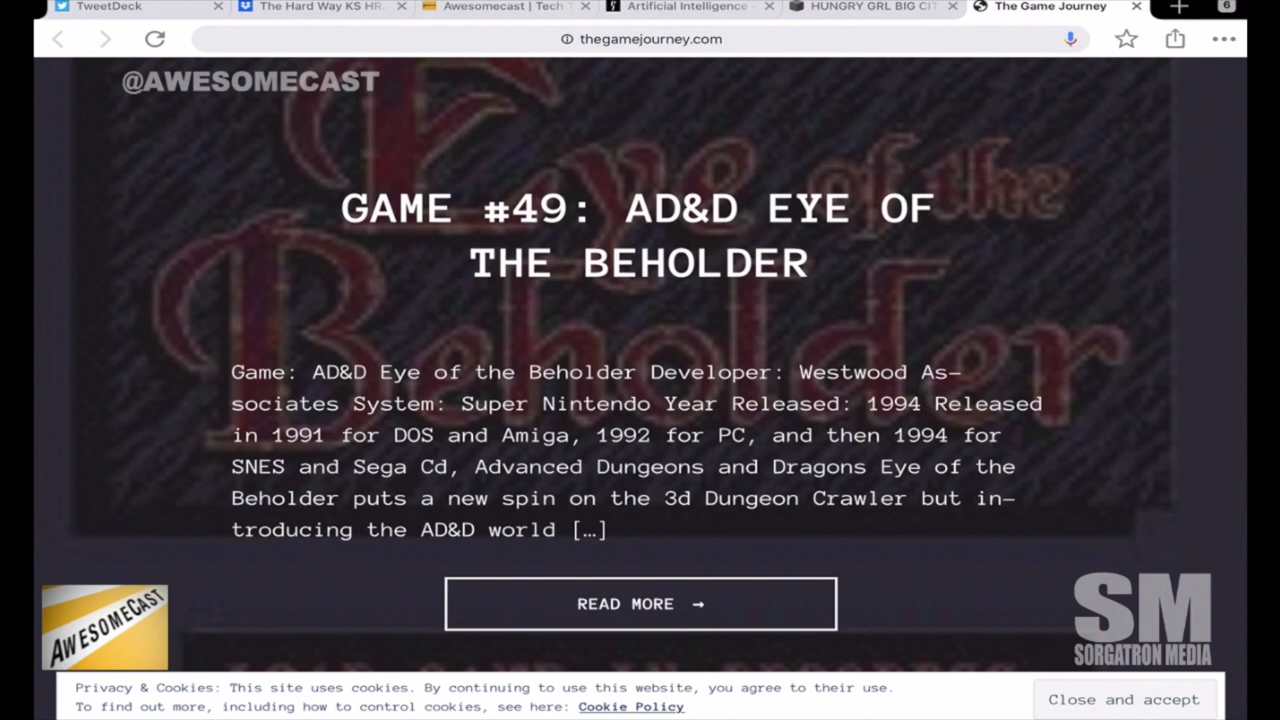 TweetDeck
The Hard Way KS HR.
Awesomecast | Tech T
Artificial Intelligence -
HUNGRY GRL BIG CIT
The Game Journey
6
thegamejourney.com
@AWESOMECAST
Eye of the
Beholder
GAME #49: AD&D EYE OF
THE BEHOLDER
Game: AD&D Eye of the Beholder Developer: Westwood As-
sociates System: Super Nintendo Year Released: 1994 Released
in 1991 for DOS and Amiga, 1992 for PC, and then 1994 for
SNES and Sega Cd, Advanced Dungeons and Dragons Eye of the
Beholder puts a new spin on the 3d Dungeon Crawler but in-
troducing the AD&D world […]
READ MORE →
AWESOMECAST
SM
SORGATRON MEDIA
Privacy & Cookies: This site uses cookies. By continuing to use this website, you agree to their use.
To find out more, including how to control cookies, see here: Cookie Policy
Close and accept